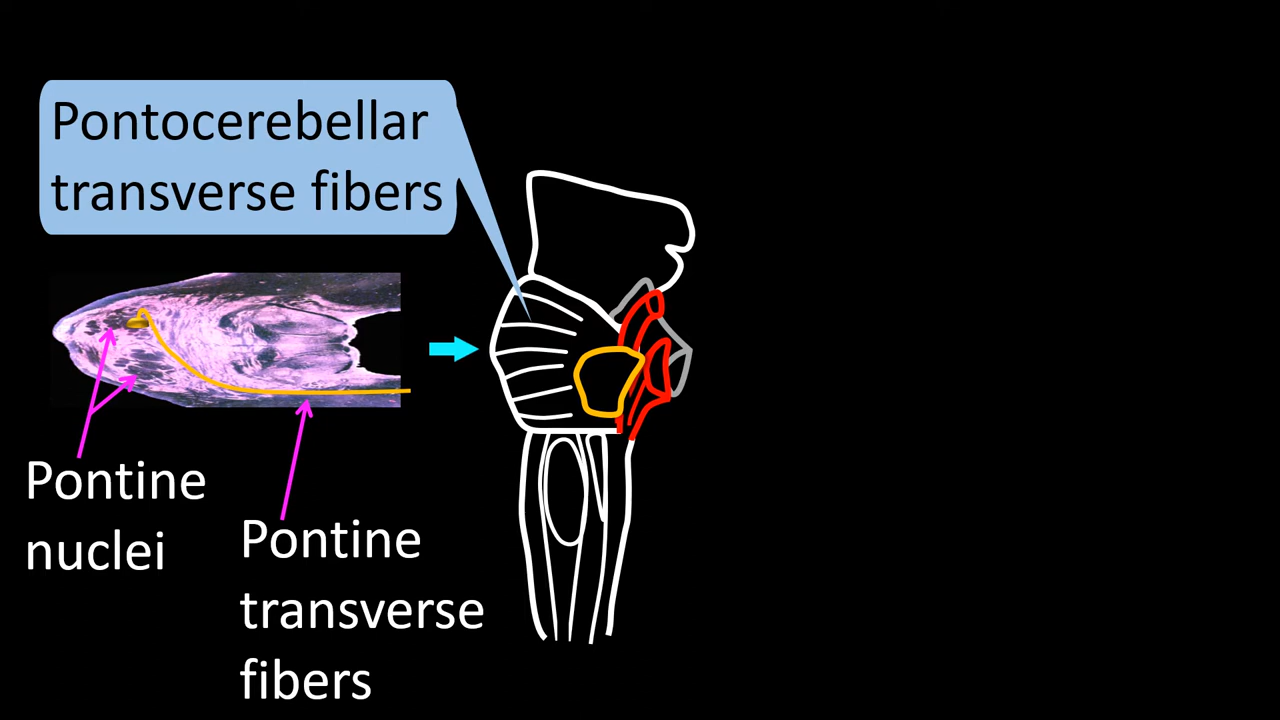 Pontocerebellar
transverse fibers
Pontine
nuclei
Pontine
transverse
fibers